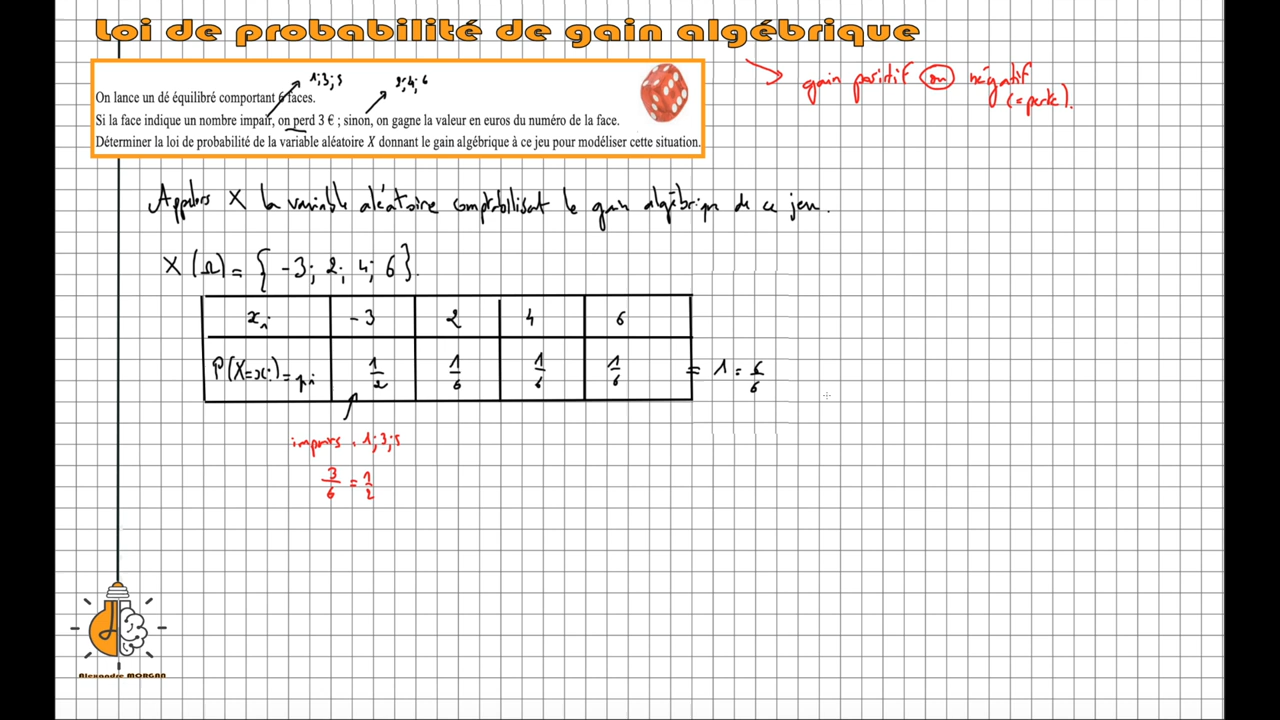 Loi de probabilité de gain algébrique
gain positif ou négatif
(= perte).
1; 3; 5
2; 4; 6
On lance un dé équilibré comportant 6 faces.
Si la face indique un nombre impair, on perd 3 € ; sinon, on gagne la valeur en euros du numéro de la face.
Déterminer la loi de probabilité de la variable aléatoire X donnant le gain algébrique à ce jeu pour modéliser cette situation.
Appelons X la variable aléatoire comptabilisant le gain algébrique de ce jeu.
X(Ω) = { -3; 2; 4; 6 }.
xi -3 2 4 6
P(X=xi) = pi 1/2 1/6 1/6 1/6 = 1 = 6/6
impairs : 1; 3; 5
3/6 = 1/2
Alexandre MORGAN